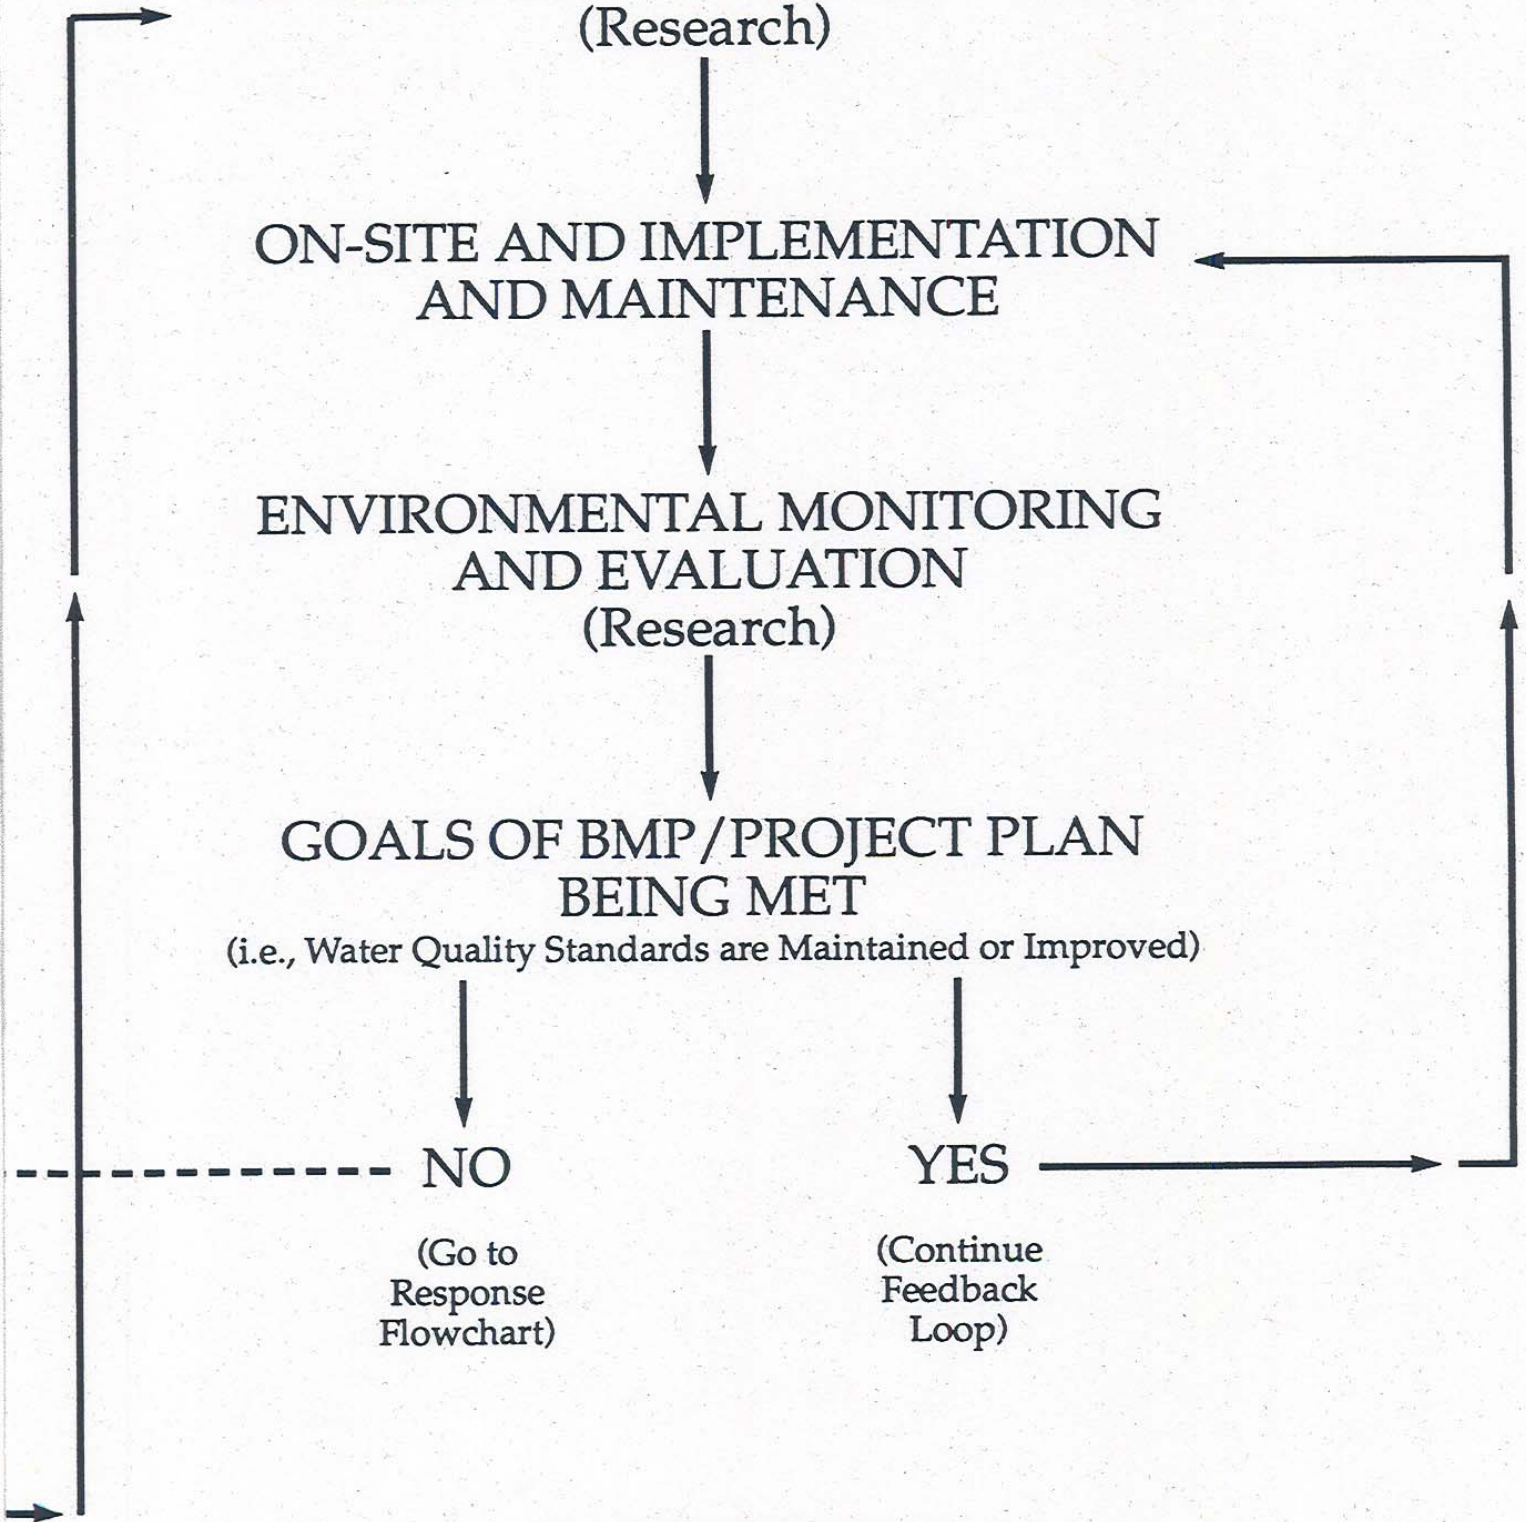 (Research)
ON-SITE AND IMPLEMENTATION
AND MAINTENANCE
ENVIRONMENTAL MONITORING
AND EVALUATION
(Research)
GOALS OF BMP/PROJECT PLAN
BEING MET
(i.e., Water Quality Standards are Maintained or Improved)
NO
YES
(Go to
Response
Flowchart)
(Continue
Feedback
Loop)